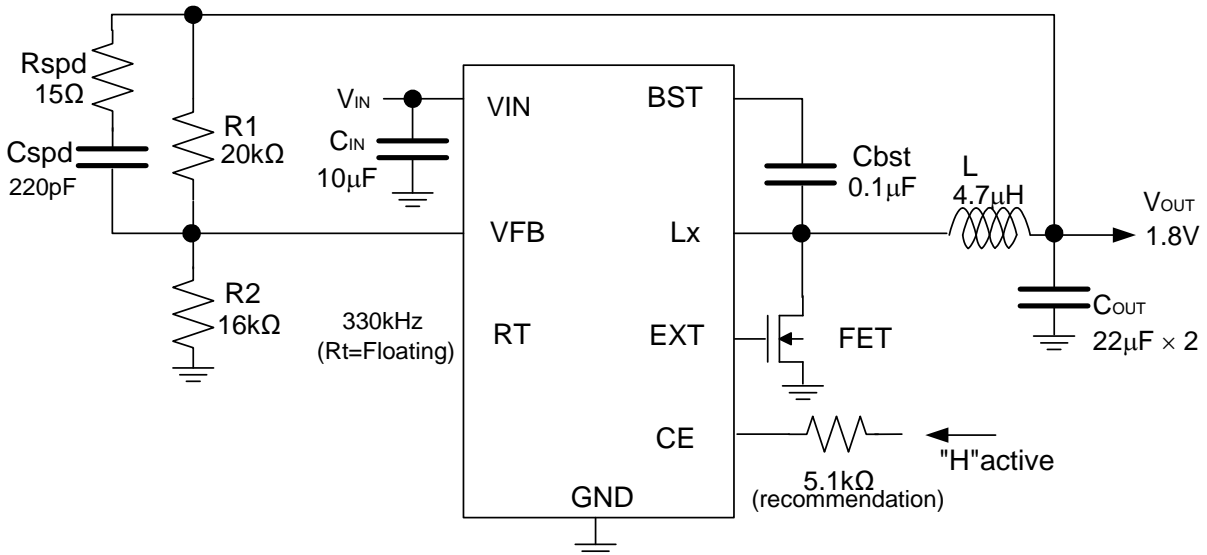 Rspd
15Ω
Cspd
220pF
R1
20kΩ
R2
16kΩ
VIN
CIN
10μF
330kHz
(Rt=Floating)
VIN
VFB
RT
GND
BST
Lx
EXT
CE
Cbst
0.1μF
L
4.7μH
FET
VOUT
1.8V
COUT
22μF × 2
5.1kΩ
(recommendation)
"H"active